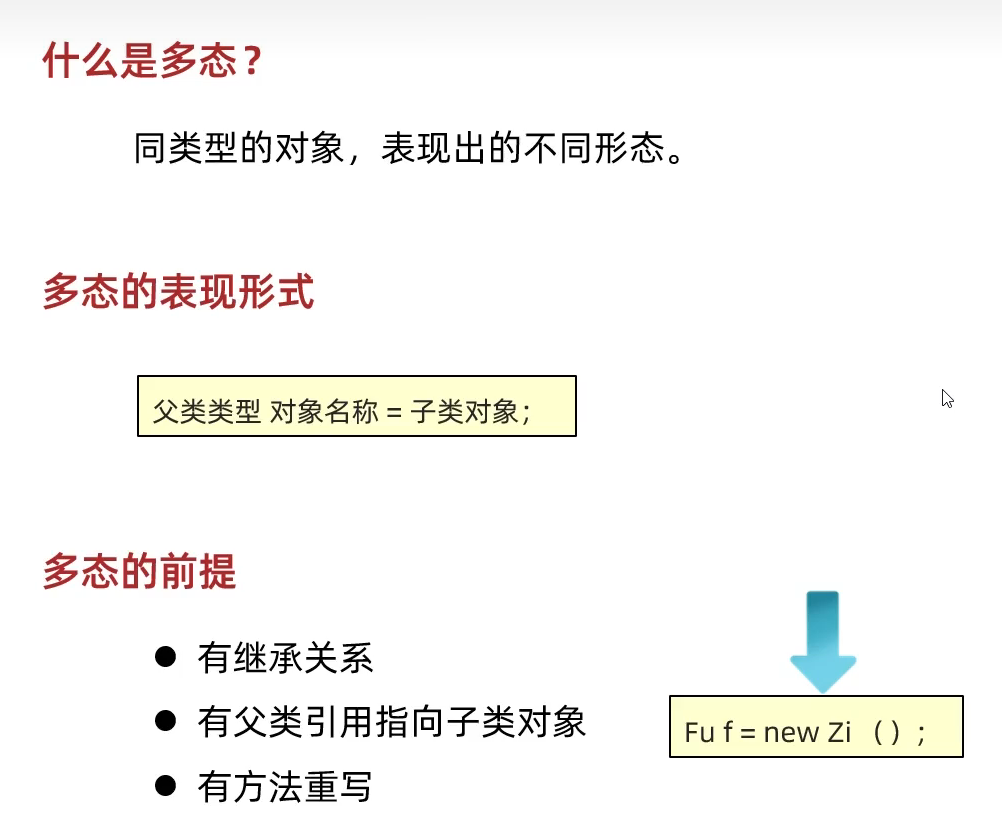 什么是多态？
同类型的对象，表现出的不同形态。
多态的表现形式
父类类型 对象名称 = 子类对象；
多态的前提
● 有继承关系
● 有父类引用指向子类对象
Fu f = new Zi （）；
● 有方法重写